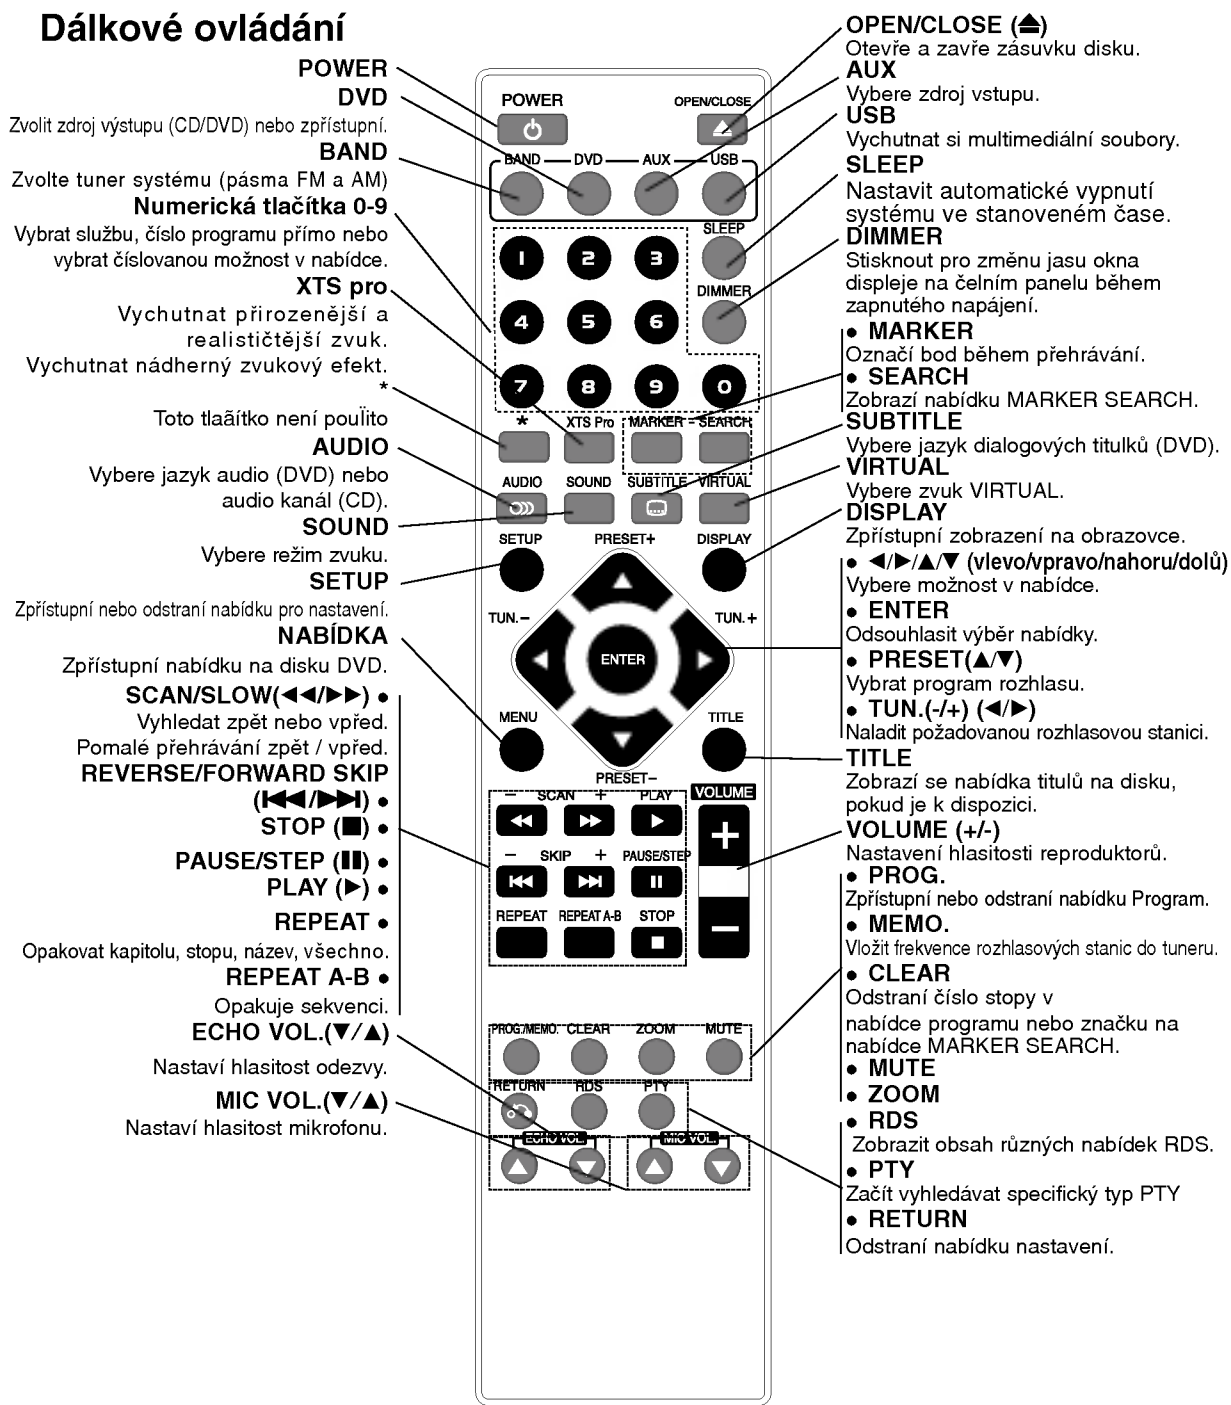 Dálkové ovládání
POWER
DVD
Zvolit zdroj výstupu (CD/DVD) nebo zpřístupní.
BAND
Zvolte tuner systému (pásma FM a AM)
Numerická tlačítka 0-9
Vybrat službu, číslo programu přímo nebo
vybrat číslovanou možnost v nabídce.
XTS pro
Vychutnat přirozenější a
realističtější zvuk.
Vychutnat nádherný zvukový efekt.
*
Toto tlaãítko není pouÏito
AUDIO
Vybere jazyk audio (DVD) nebo
audio kanál (CD).
SOUND
Vybere režim zvuku.
SETUP
Zpřístupní nebo odstraní nabídku pro nastavení.
NABÍDKA
Zpřístupní nabídku na disku DVD.
SCAN/SLOW(◀◀/▶▶) ●
Vyhledat zpět nebo vpřed.
Pomalé přehrávání zpět / vpřed.
REVERSE/FORWARD SKIP
(I◀◀/▶▶I) ●
STOP (■) ●
PAUSE/STEP (▮▮) ●
PLAY (▶) ●
REPEAT ●
Opakovat kapitolu, stopu, název, všechno.
REPEAT A-B ●
Opakuje sekvenci.
ECHO VOL.(▼/▲)
Nastaví hlasitost odezvy.
MIC VOL.(▼/▲)
Nastaví hlasitost mikrofonu.
POWER OPEN/CLOSE
BAND DVD AUX USB
SLEEP
1 2 3
DIMMER
4 5 6
7 8 9 0
* XTS Pro MARKER - SEARCH
AUDIO SOUND SUBTITLE VIRTUAL
SETUP PRESET+ DISPLAY
TUN.- TUN.+
ENTER
MENU TITLE
PRESET-
- SCAN + PLAY VOLUME
+
- SKIP + PAUSE/STEP
REPEAT REPEAT A-B STOP
-
PROG./MEMO. CLEAR ZOOM MUTE
RETURN RDS PTY
ECHO VOL. MIC VOL.
OPEN/CLOSE (⏏)
Otevře a zavře zásuvku disku.
AUX
Vybere zdroj vstupu.
USB
Vychutnat si multimediální soubory.
SLEEP
Nastavit automatické vypnutí
systému ve stanoveném čase.
DIMMER
Stisknout pro změnu jasu okna
displeje na čelním panelu během
zapnutého napájení.
● MARKER
Označí bod během přehrávání.
● SEARCH
Zobrazí nabídku MARKER SEARCH.
SUBTITLE
Vybere jazyk dialogových titulků (DVD).
VIRTUAL
Vybere zvuk VIRTUAL.
DISPLAY
Zpřístupní zobrazení na obrazovce.
● ◀/▶/▲/▼ (vlevo/vpravo/nahoru/dolů)
Vybere možnost v nabídce.
● ENTER
Odsouhlasit výběr nabídky.
● PRESET(▲/▼)
Vybrat program rozhlasu.
● TUN.(-/+) (◀/▶)
Naladit požadovanou rozhlasovou stanici.
TITLE
Zobrazí se nabídka titulů na disku,
pokud je k dispozici.
VOLUME (+/-)
Nastavení hlasitosti reproduktorů.
● PROG.
Zpřístupní nebo odstraní nabídku Program.
● MEMO.
Vložit frekvence rozhlasových stanic do tuneru.
● CLEAR
Odstraní číslo stopy v
nabídce programu nebo značku na
nabídce MARKER SEARCH.
● MUTE
● ZOOM
● RDS
Zobrazit obsah různých nabídek RDS.
● PTY
Začít vyhledávat specifický typ PTY
● RETURN
Odstraní nabídku nastavení.